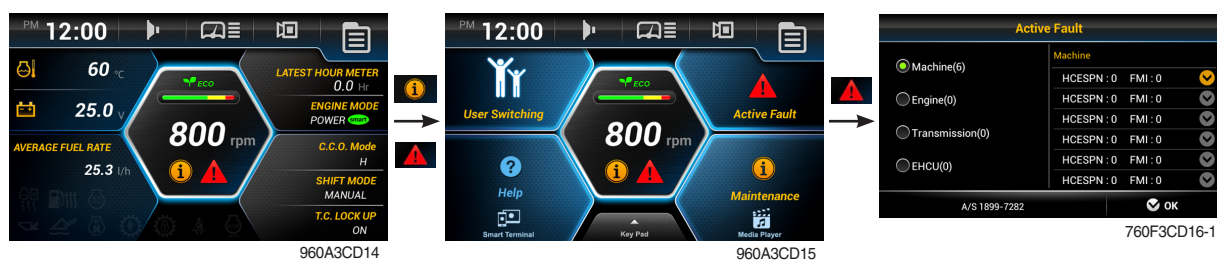 PM 12:00
60 °C
25.0 V
AVERAGE FUEL RATE
25.3 l/h
ECO
800 rpm
i
LATEST HOUR METER
0.0 Hr
ENGINE MODE
POWER smart
C.C.O. Mode
H
SHIFT MODE
MANUAL
T.C. LOCK UP
ON
960A3CD14
i
PM 12:00
User Switching
Active Fault
ECO
800 rpm
i
?
Help
i
Maintenance
Smart Terminal
Key Pad
Media Player
960A3CD15
Active Fault
Machine(6)
Engine(0)
Transmission(0)
EHCU(0)
Machine
HCESPN : 0 FMI : 0
HCESPN : 0 FMI : 0
HCESPN : 0 FMI : 0
HCESPN : 0 FMI : 0
HCESPN : 0 FMI : 0
HCESPN : 0 FMI : 0
A/S 1899-7282
OK
760F3CD16-1